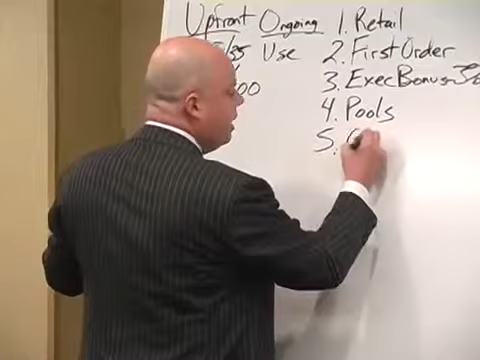 Upfront Ongoing
Use
1. Retail
2. First Order
3. Exec Bonus
4. Pools
5.